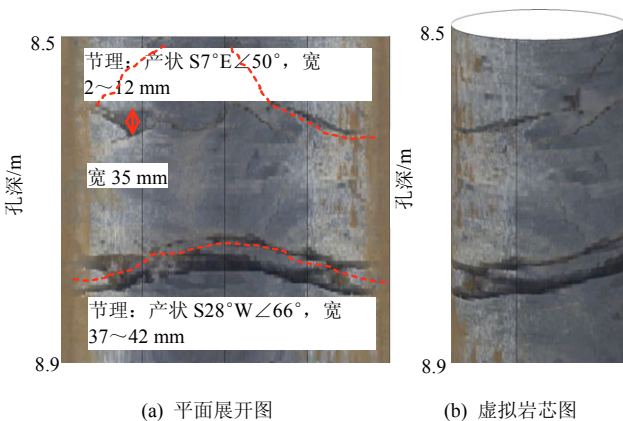 8.5
节理：产状 S7°E∠50°，宽
2～12 mm
宽 35 mm
孔深/m
节理：产状 S28°W∠66°，宽
37～42 mm
8.9
(a) 平面展开图
8.5
孔深/m
8.9
(b) 虚拟岩芯图